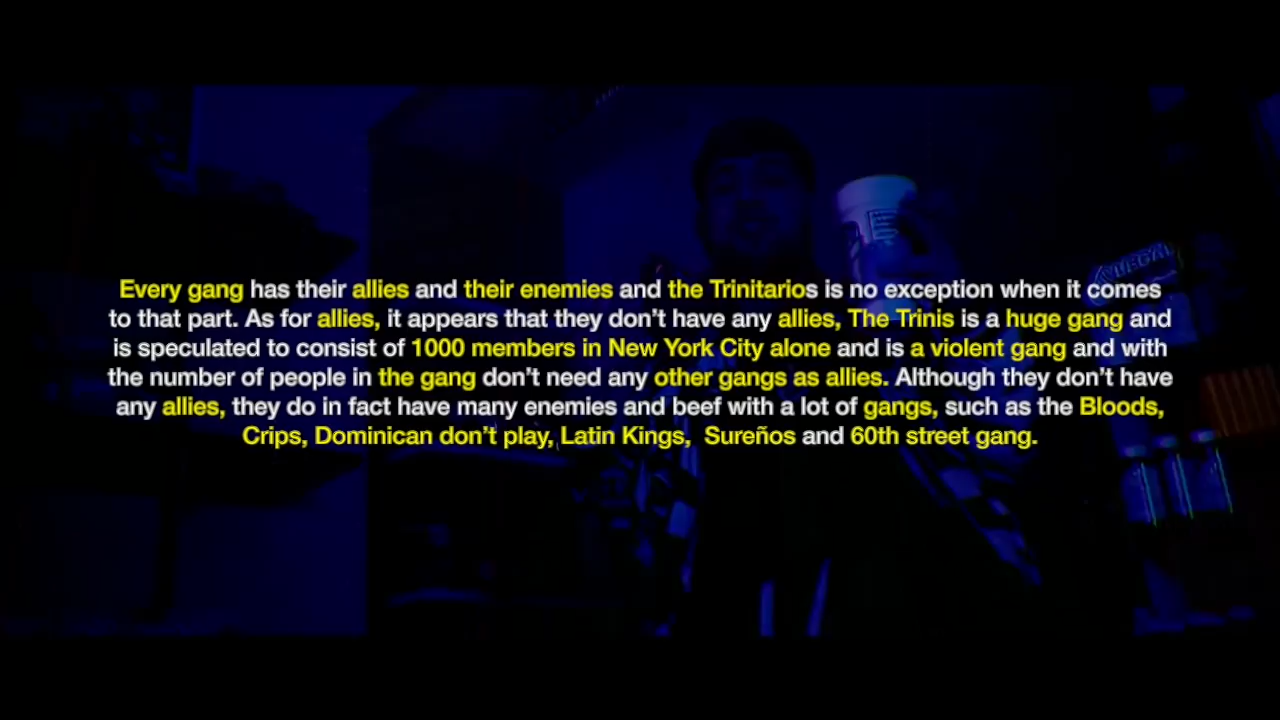 Every gang has their allies and their enemies and the Trinitarios is no exception when it comes
to that part. As for allies, it appears that they don't have any allies, The Trinis is a huge gang and
is speculated to consist of 1000 members in New York City alone and is a violent gang and with
the number of people in the gang don't need any other gangs as allies. Although they don't have
any allies, they do in fact have many enemies and beef with a lot of gangs, such as the Bloods,
Crips, Dominican don't play, Latin Kings,  Sureños and 60th street gang.